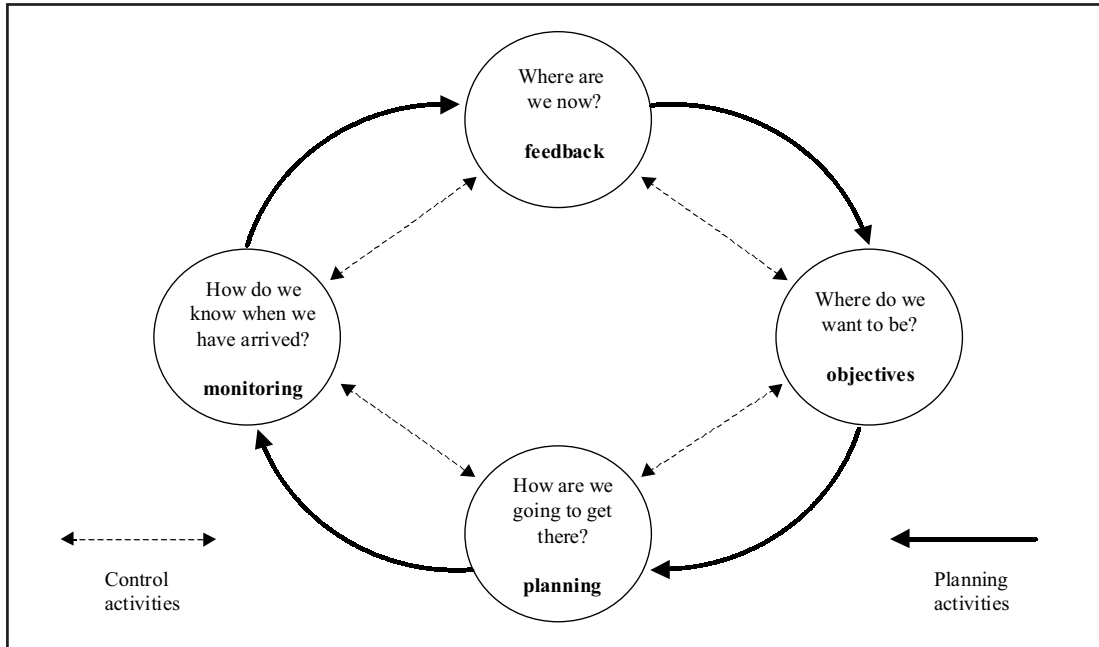 Where are
we now?
feedback
How do we
know when we
have arrived?
monitoring
Where do we
want to be?
objectives
How are we
going to get
there?
planning
Control
activities
Planning
activities